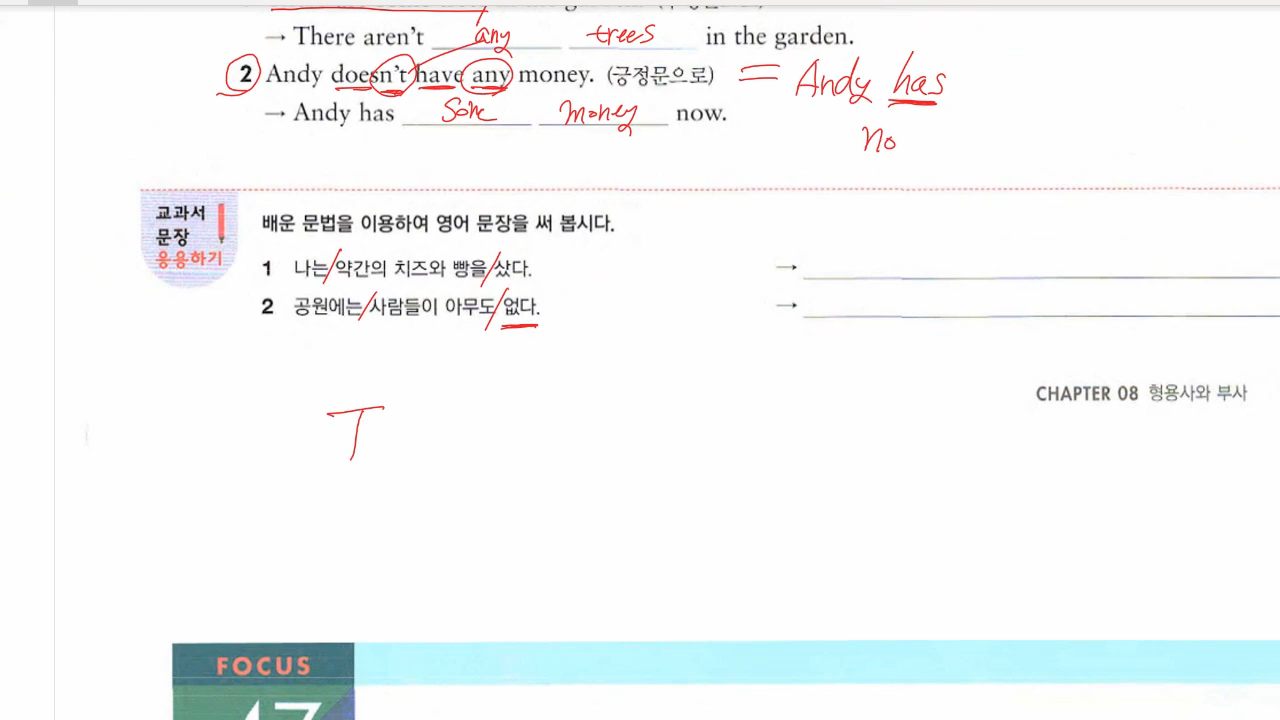 → There aren't any trees in the garden.
2 Andy doesn't have any money. (긍정문으로) = Andy has
no
→ Andy has some money now.
교과서
문장
응용하기
배운 문법을 이용하여 영어 문장을 써 봅시다.
1 나는/약간의 치즈와 빵을/샀다. →
2 공원에는/사람들이 아무도/없다. →
CHAPTER 08 형용사와 부사
T
FOCUS
47